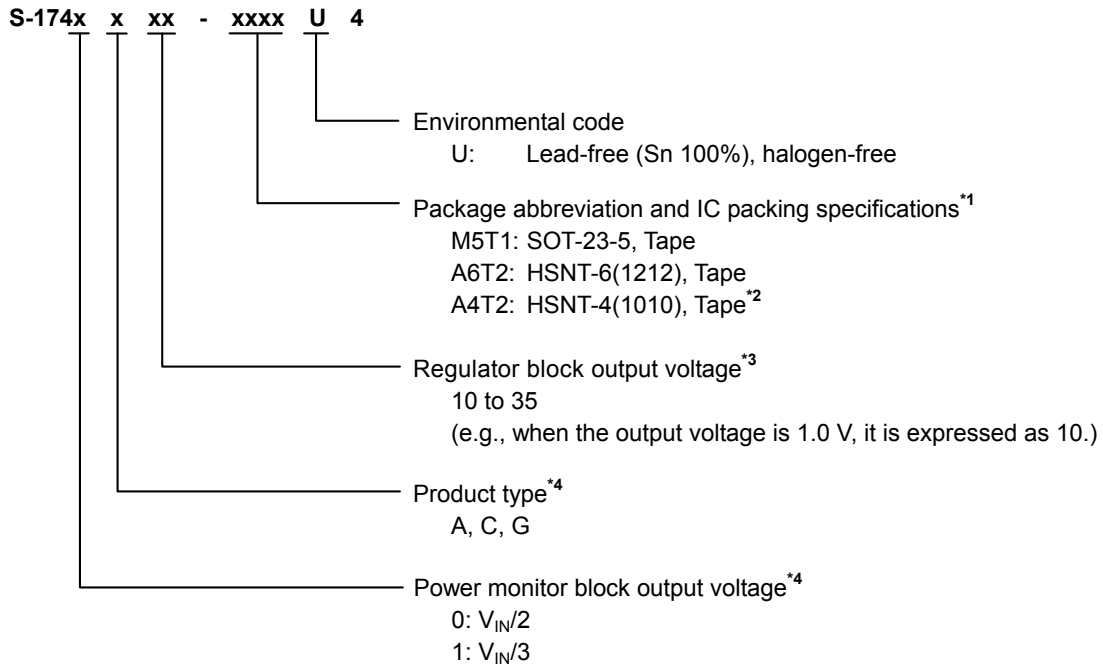 S-174x x xx - xxxx U 4
Environmental code
U: Lead-free (Sn 100%), halogen-free
Package abbreviation and IC packing specifications*1
M5T1: SOT-23-5, Tape
A6T2: HSNT-6(1212), Tape
A4T2: HSNT-4(1010), Tape*2
Regulator block output voltage*3
10 to 35
(e.g., when the output voltage is 1.0 V, it is expressed as 10.)
Product type*4
A, C, G
Power monitor block output voltage*4
0: VIN/2
1: VIN/3